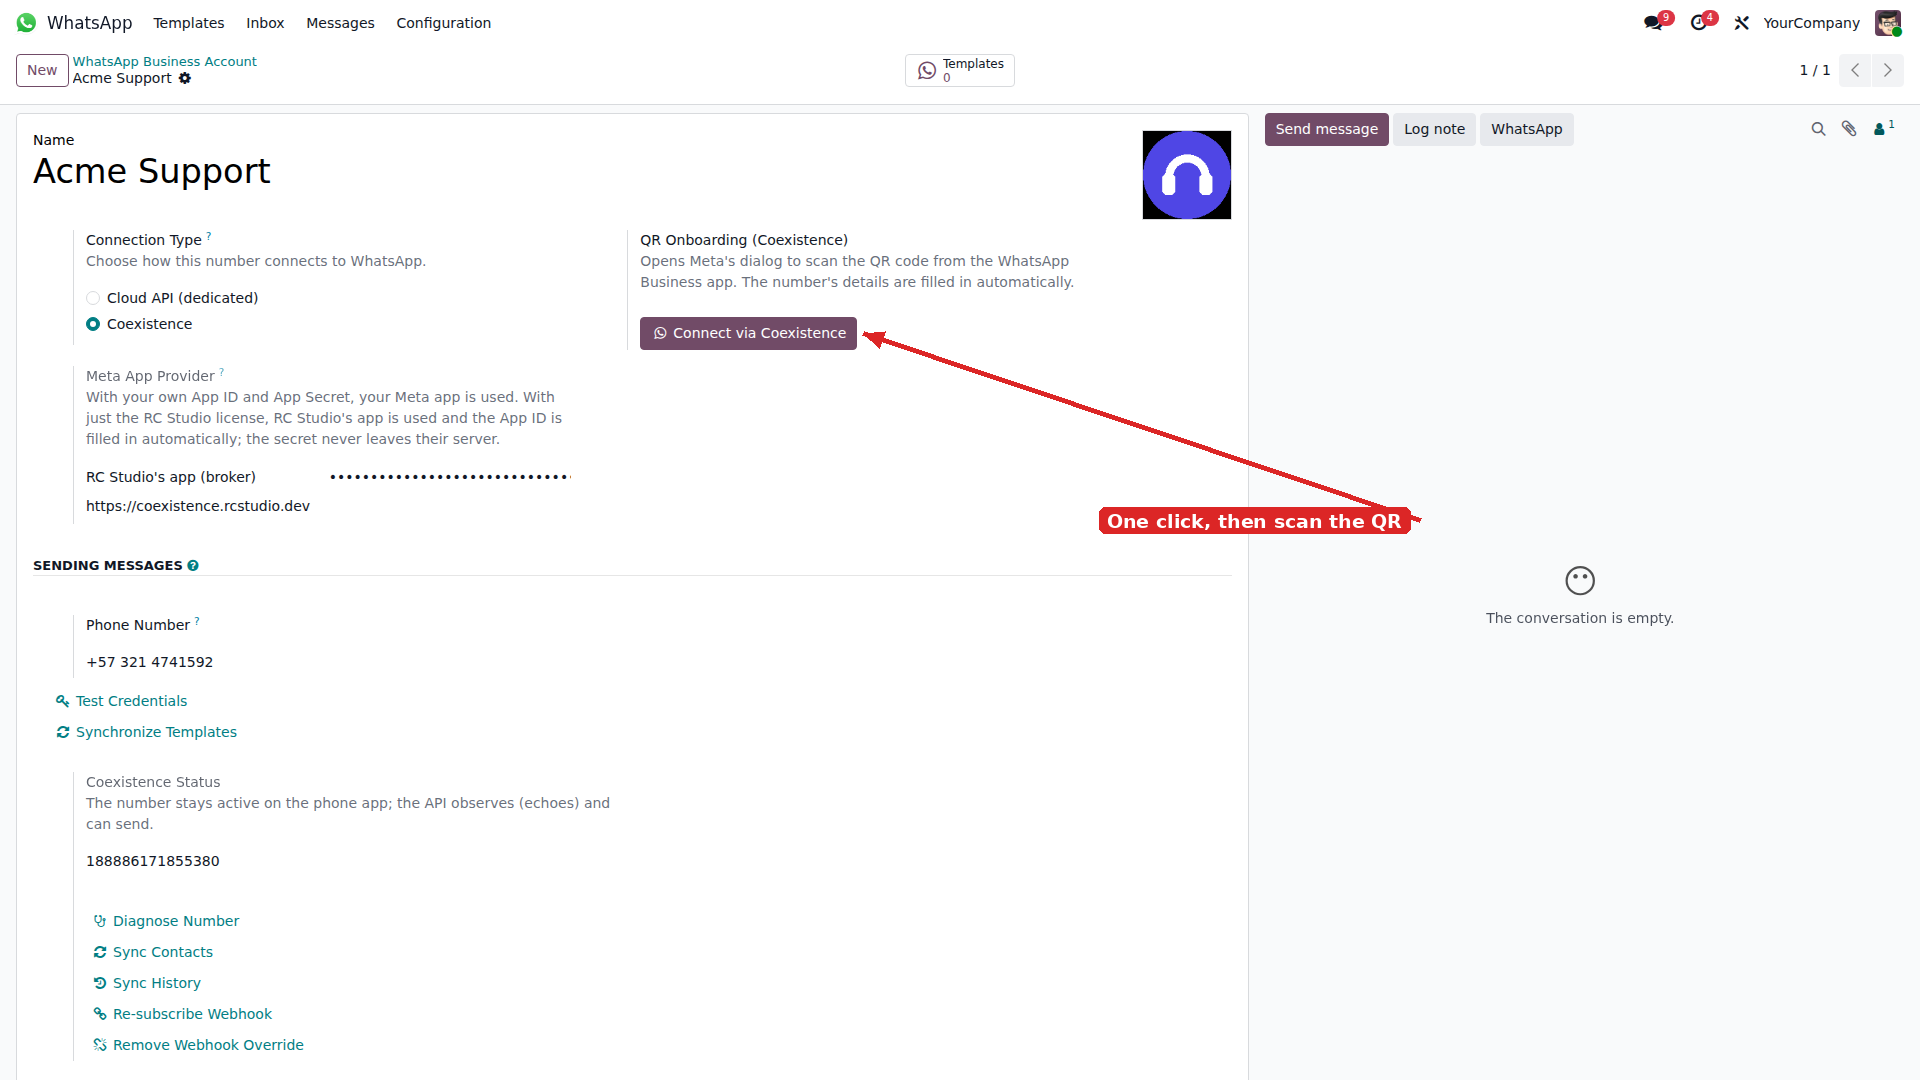 WhatsApp Templates Inbox Messages Configuration 9 4 YourCompany
New WhatsApp Business Account
Acme Support
Templates
0
1 / 1
Name
Acme Support
Send message Log note WhatsApp 1
Connection Type ?
Choose how this number connects to WhatsApp.
Cloud API (dedicated)
Coexistence
QR Onboarding (Coexistence)
Opens Meta's dialog to scan the QR code from the WhatsApp
Business app. The number's details are filled in automatically.
Connect via Coexistence
Meta App Provider ?
With your own App ID and App Secret, your Meta app is used. With
just the RC Studio license, RC Studio's app is used and the App ID is
filled in automatically; the secret never leaves their server.
RC Studio's app (broker) ••••••••••••••••••••••••••••••
https://coexistence.rcstudio.dev
One click, then scan the QR
SENDING MESSAGES ?
Phone Number ?
+57 321 4741592
Test Credentials
Synchronize Templates
The conversation is empty.
Coexistence Status
The number stays active on the phone app; the API observes (echoes) and
can send.
188886171855380
Diagnose Number
Sync Contacts
Sync History
Re-subscribe Webhook
Remove Webhook Override